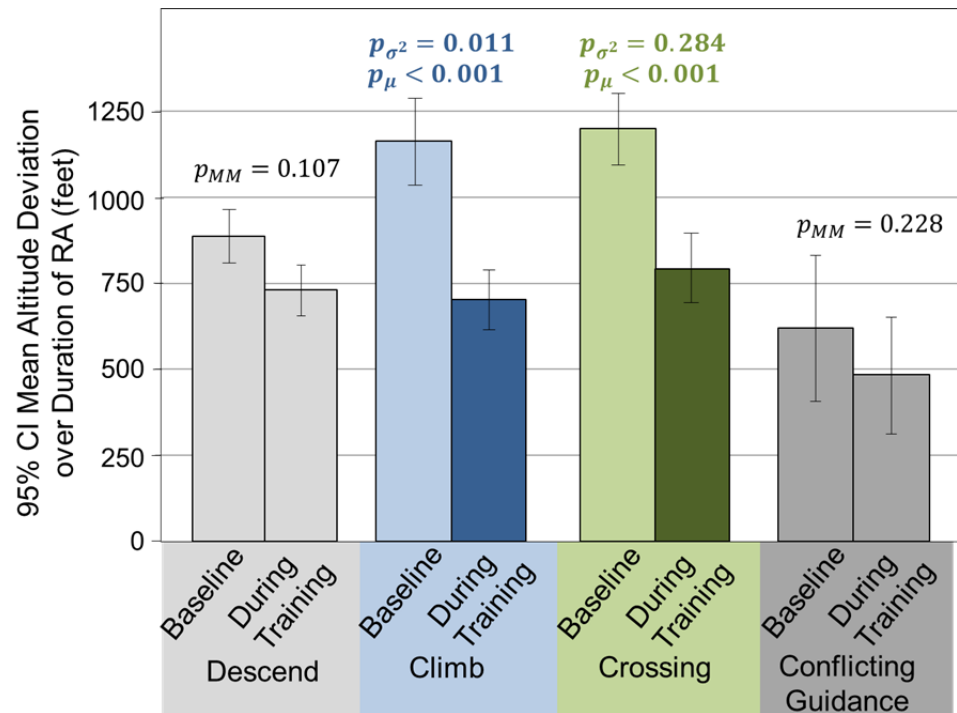 p_σ² = 0.011
p_μ < 0.001
p_σ² = 0.284
p_μ < 0.001
p_MM = 0.107
p_MM = 0.228
95% CI Mean Altitude Deviation
over Duration of RA (feet)
1250
1000
750
500
250
0
Baseline
During
Training
Baseline
During
Training
Baseline
During
Training
Baseline
During
Training
Descend
Climb
Crossing
Conflicting
Guidance